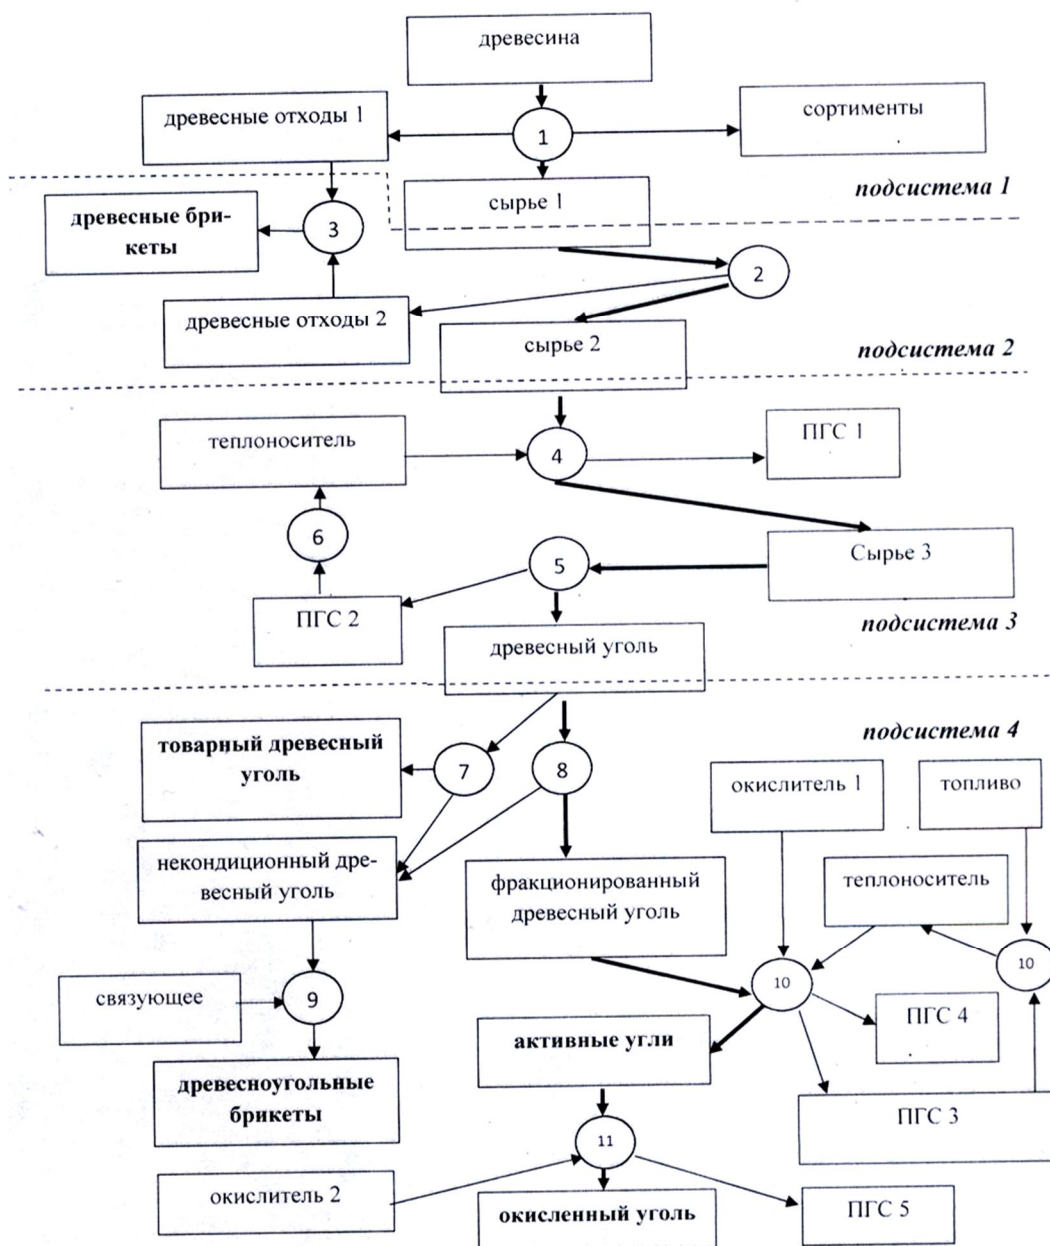 древесина
древесные отходы 1
1
сортименты
подсистема 1
сырье 1
древесные бри-
кеты
3
2
древесные отходы 2
сырье 2
подсистема 2
теплоноситель
4
ПГС 1
6
5
Сырье 3
ПГС 2
подсистема 3
древесный уголь
подсистема 4
товарный древесный
уголь
7
8
окислитель 1
топливо
некондиционный дре-
весный уголь
фракционированный
древесный уголь
теплоноситель
10
10
связующее
9
ПГС 4
активные угли
древесноугольные
брикеты
ПГС 3
11
окислитель 2
окисленный уголь
ПГС 5